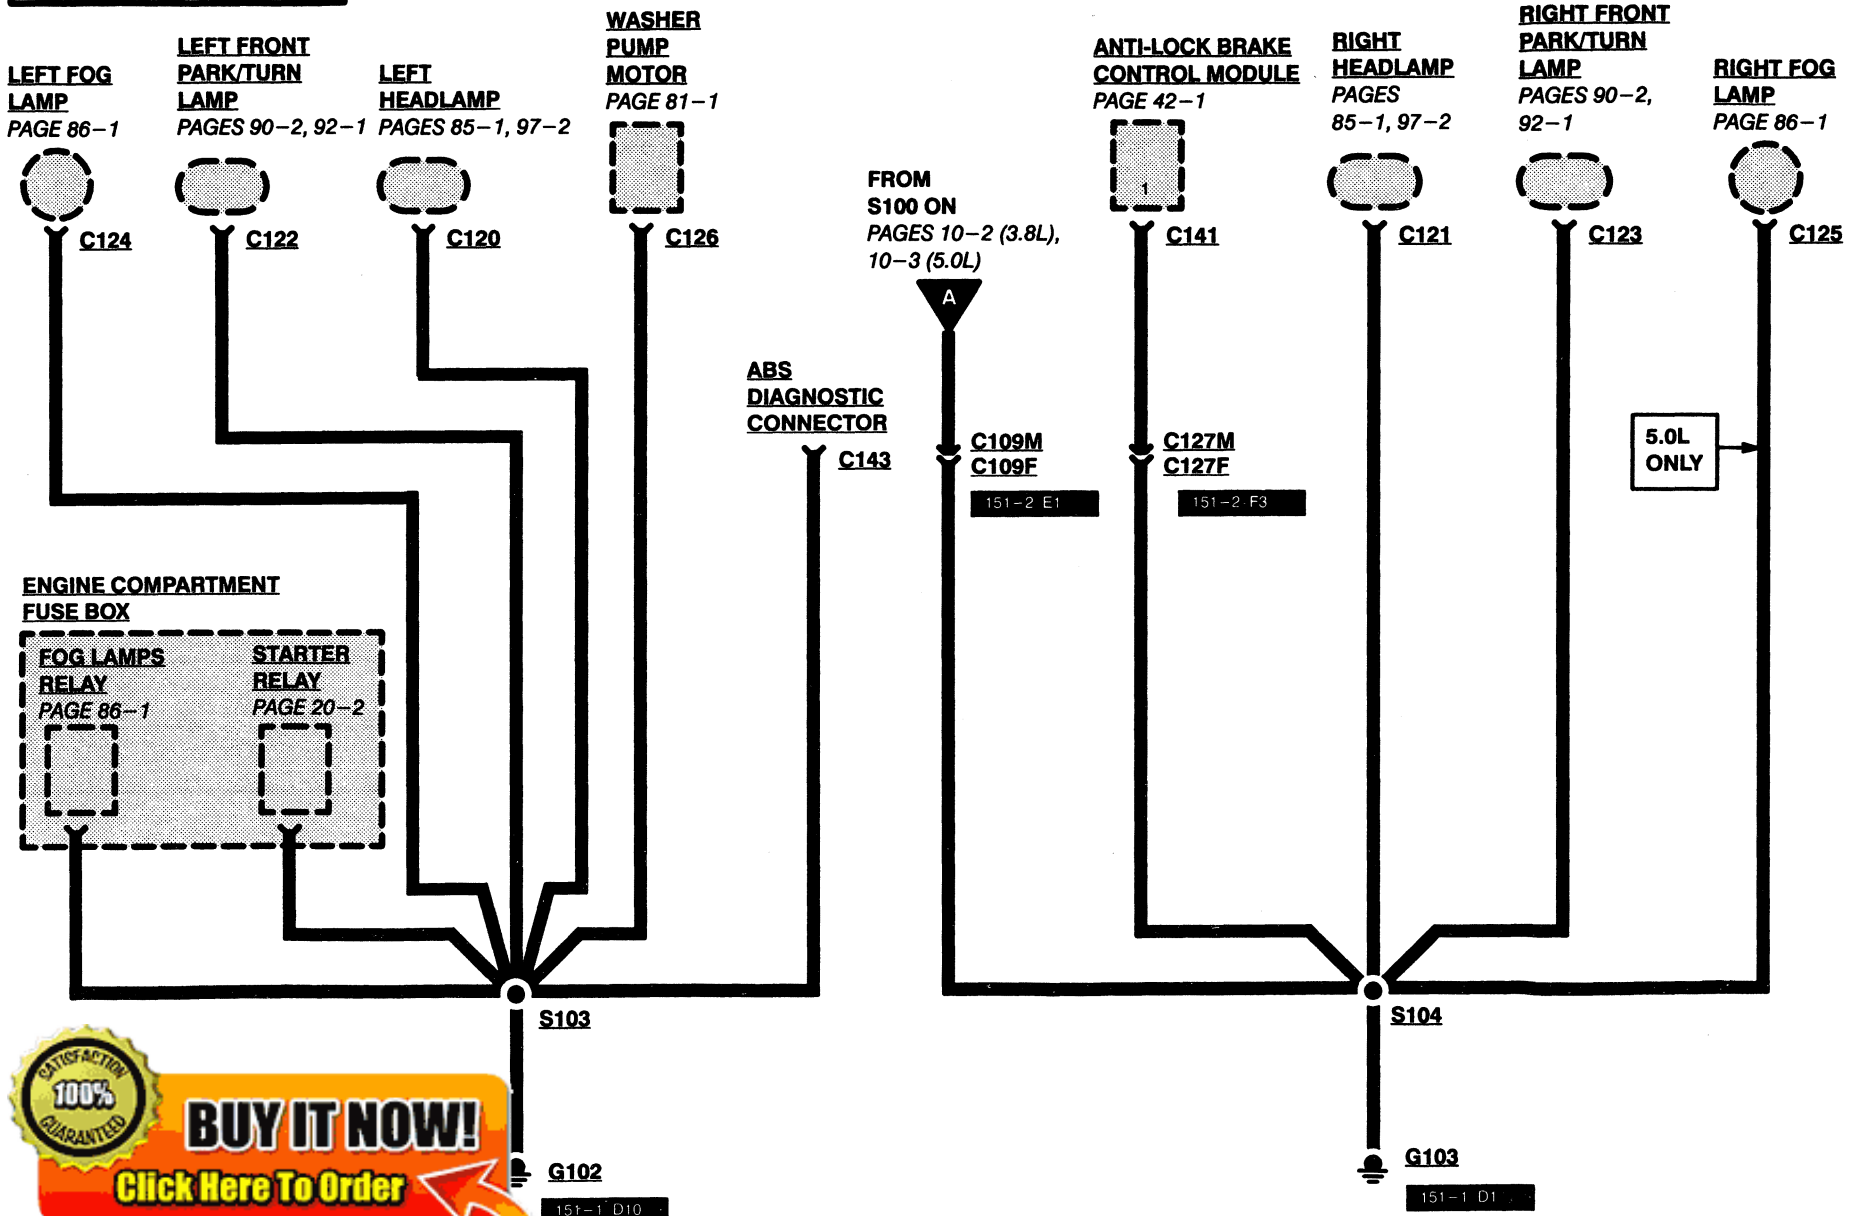 LEFT FOG
LAMP
PAGE 86-1
C124
LEFT FRONT
PARK/TURN
LAMP
PAGES 90-2, 92-1
C122
LEFT
HEADLAMP
PAGES 85-1, 97-2
C120
WASHER
PUMP
MOTOR
PAGE 81-1
C126
ABS
DIAGNOSTIC
CONNECTOR
C143
FROM
S100 ON
PAGES 10-2 (3.8L),
10-3 (5.0L)
A
C109M
C109F
151-2 E1
ANTI-LOCK BRAKE
CONTROL MODULE
PAGE 42-1
1
C141
C127M
C127F
151-2 F3
RIGHT
HEADLAMP
PAGES
85-1, 97-2
C121
RIGHT FRONT
PARK/TURN
LAMP
PAGES 90-2,
92-1
C123
RIGHT FOG
LAMP
PAGE 86-1
C125
5.0L
ONLY
ENGINE COMPARTMENT
FUSE BOX
FOG LAMPS
RELAY
PAGE 86-1
STARTER
RELAY
PAGE 20-2
S103
S104
G102
151-1 D10
G103
151-1 D1
SATISFACTION
100%
GUARANTEED
BUY IT NOW!
Click Here To Order